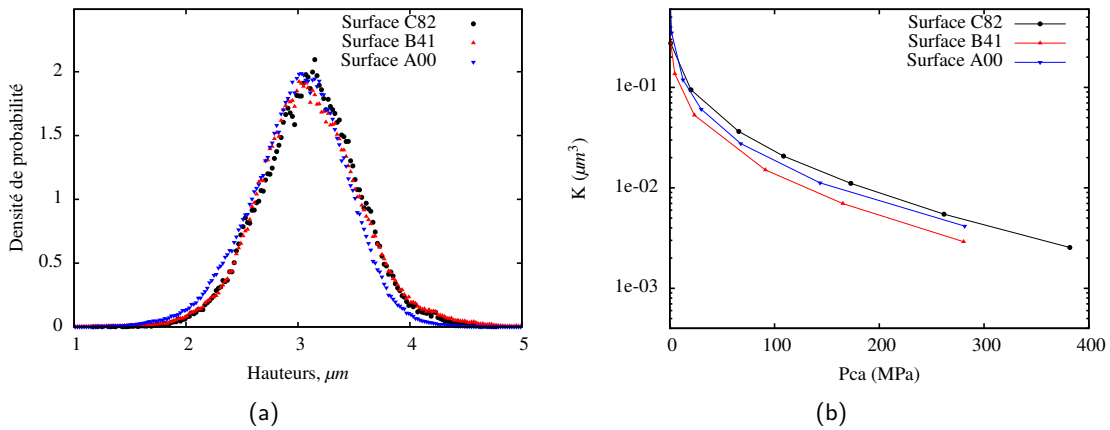 Surface C82
Surface B41
Surface A00
Densité de probabilité
2
1.5
1
0.5
0
1 2 3 4 5
Hauteurs, μm
(a)
Surface C82
Surface B41
Surface A00
K (μm³)
1e-01
1e-02
1e-03
0 100 200 300 400
Pca (MPa)
(b)